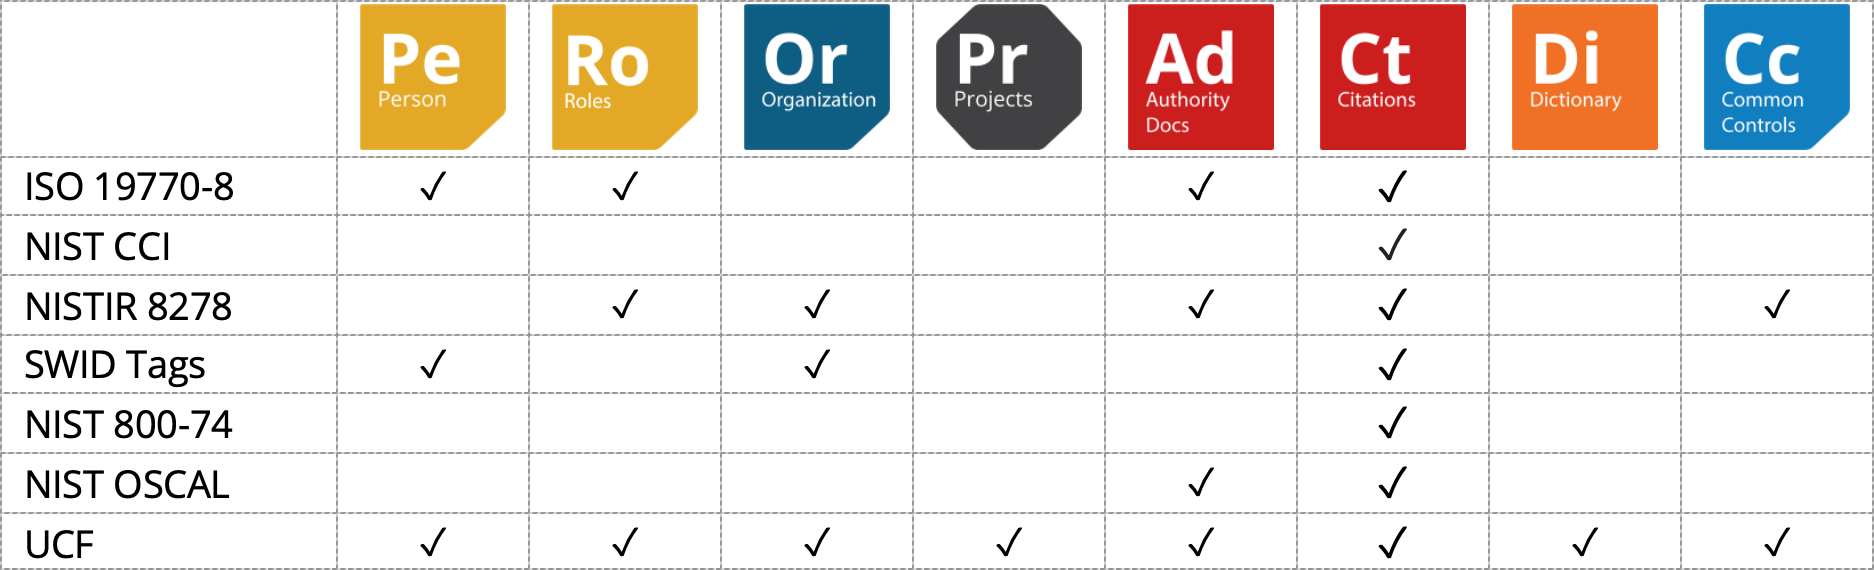 Pe
Person
Ro
Roles
Or
Organization
Pr
Projects
Ad
Authority
Docs
Ct
Citations
Di
Dictionary
Cc
Common
Controls
ISO 19770-8 ✓ ✓ ✓ ✓
NIST CCI ✓
NISTIR 8278 ✓ ✓ ✓ ✓ ✓
SWID Tags ✓ ✓ ✓
NIST 800-74 ✓
NIST OSCAL ✓ ✓
UCF ✓ ✓ ✓ ✓ ✓ ✓ ✓ ✓